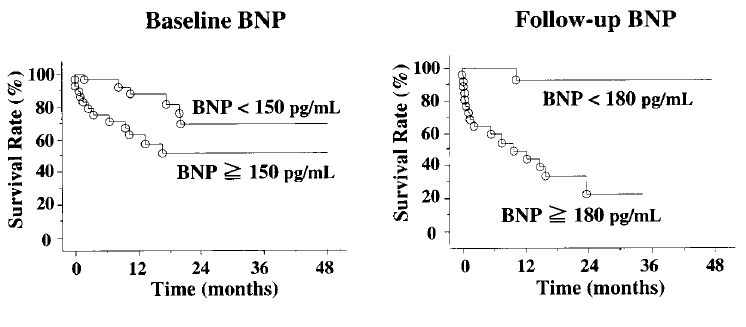 Baseline BNP
Survival Rate (%)
100
80
60
40
20
0
BNP < 150 pg/mL
BNP ≧ 150 pg/mL
0 12 24 36 48
Time (months)
Follow-up BNP
Survival Rate (%)
100
80
60
40
20
0
BNP < 180 pg/mL
BNP ≧ 180 pg/mL
0 12 24 36 48
Time (months)